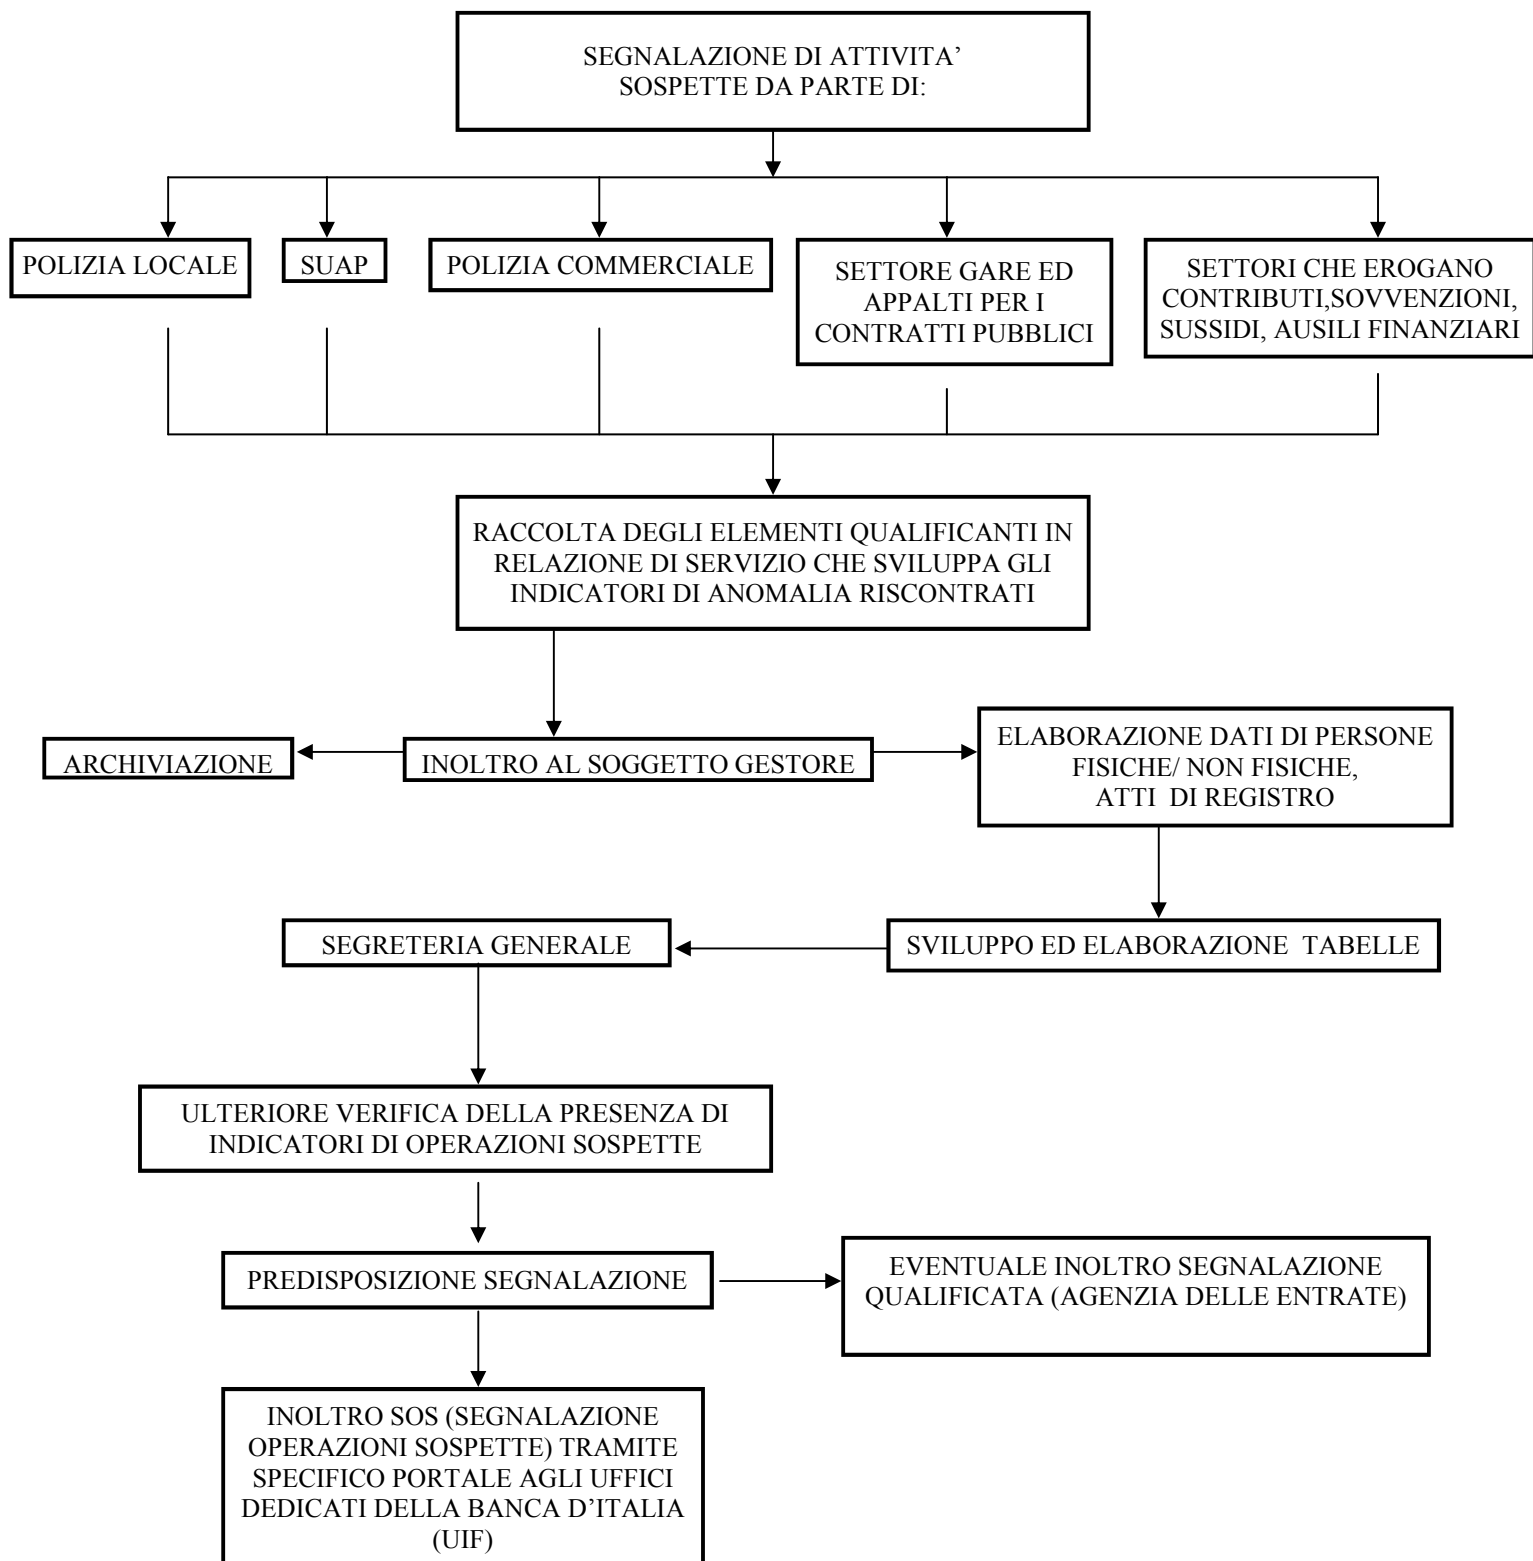 SEGNALAZIONE DI ATTIVITA’
SOSPETTE DA PARTE DI:
POLIZIA LOCALE
SUAP
POLIZIA COMMERCIALE
SETTORE GARE ED
APPALTI PER I
CONTRATTI PUBBLICI
SETTORI CHE EROGANO
CONTRIBUTI,SOVVENZIONI,
SUSSIDI, AUSILI FINANZIARI
RACCOLTA DEGLI ELEMENTI QUALIFICANTI IN
RELAZIONE DI SERVIZIO CHE SVILUPPA GLI
INDICATORI DI ANOMALIA RISCONTRATI
ARCHIVIAZIONE
INOLTRO AL SOGGETTO GESTORE
ELABORAZIONE DATI DI PERSONE
FISICHE/ NON FISICHE,
ATTI DI REGISTRO
SEGRETERIA GENERALE
SVILUPPO ED ELABORAZIONE TABELLE
ULTERIORE VERIFICA DELLA PRESENZA DI
INDICATORI DI OPERAZIONI SOSPETTE
PREDISPOSIZIONE SEGNALAZIONE
EVENTUALE INOLTRO SEGNALAZIONE
QUALIFICATA (AGENZIA DELLE ENTRATE)
INOLTRO SOS (SEGNALAZIONE
OPERAZIONI SOSPETTE) TRAMITE
SPECIFICO PORTALE AGLI UFFICI
DEDICATI DELLA BANCA D’ITALIA
(UIF)